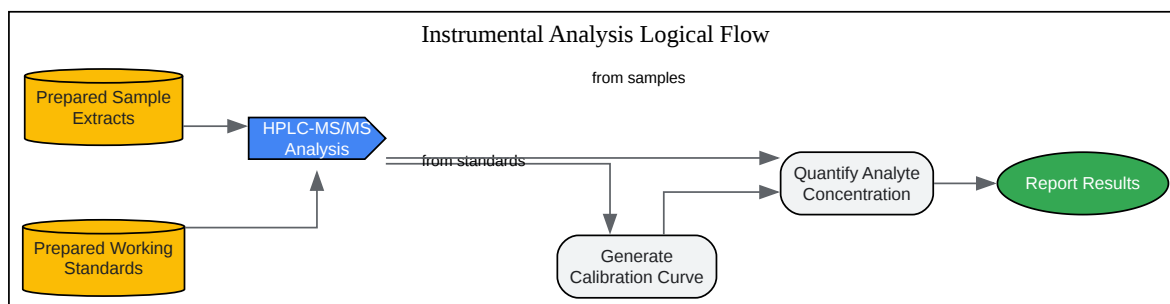 Instrumental Analysis Logical Flow
from samples
Prepared Sample
Extracts
HPLC-MS/MS
Analysis
from standards
Quantify Analyte
Concentration
Report Results
Prepared Working
Standards
Generate
Calibration Curve